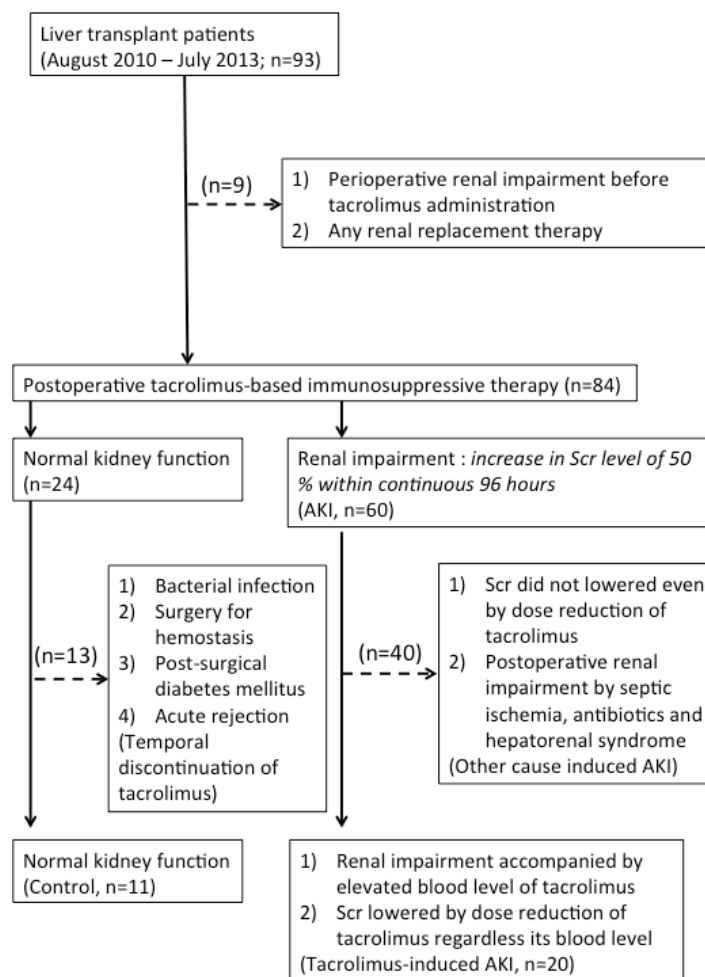 Liver transplant patients
(August 2010 – July 2013; n=93)
(n=9)
1) Perioperative renal impairment before
tacrolimus administration
2) Any renal replacement therapy
Postoperative tacrolimus-based immunosuppressive therapy (n=84)
Normal kidney function
(n=24)
Renal impairment : increase in Scr level of 50
% within continuous 96 hours
(AKI, n=60)
(n=13)
1) Bacterial infection
2) Surgery for
hemostasis
3) Post-surgical
diabetes mellitus
4) Acute rejection
(Temporal
discontinuation of
tacrolimus)
(n=40)
1) Scr did not lowered even
by dose reduction of
tacrolimus
2) Postoperative renal
impairment by septic
ischemia, antibiotics and
hepatorenal syndrome
(Other cause induced AKI)
Normal kidney function
(Control, n=11)
1) Renal impairment accompanied by
elevated blood level of tacrolimus
2) Scr lowered by dose reduction of
tacrolimus regardless its blood level
(Tacrolimus-induced AKI, n=20)